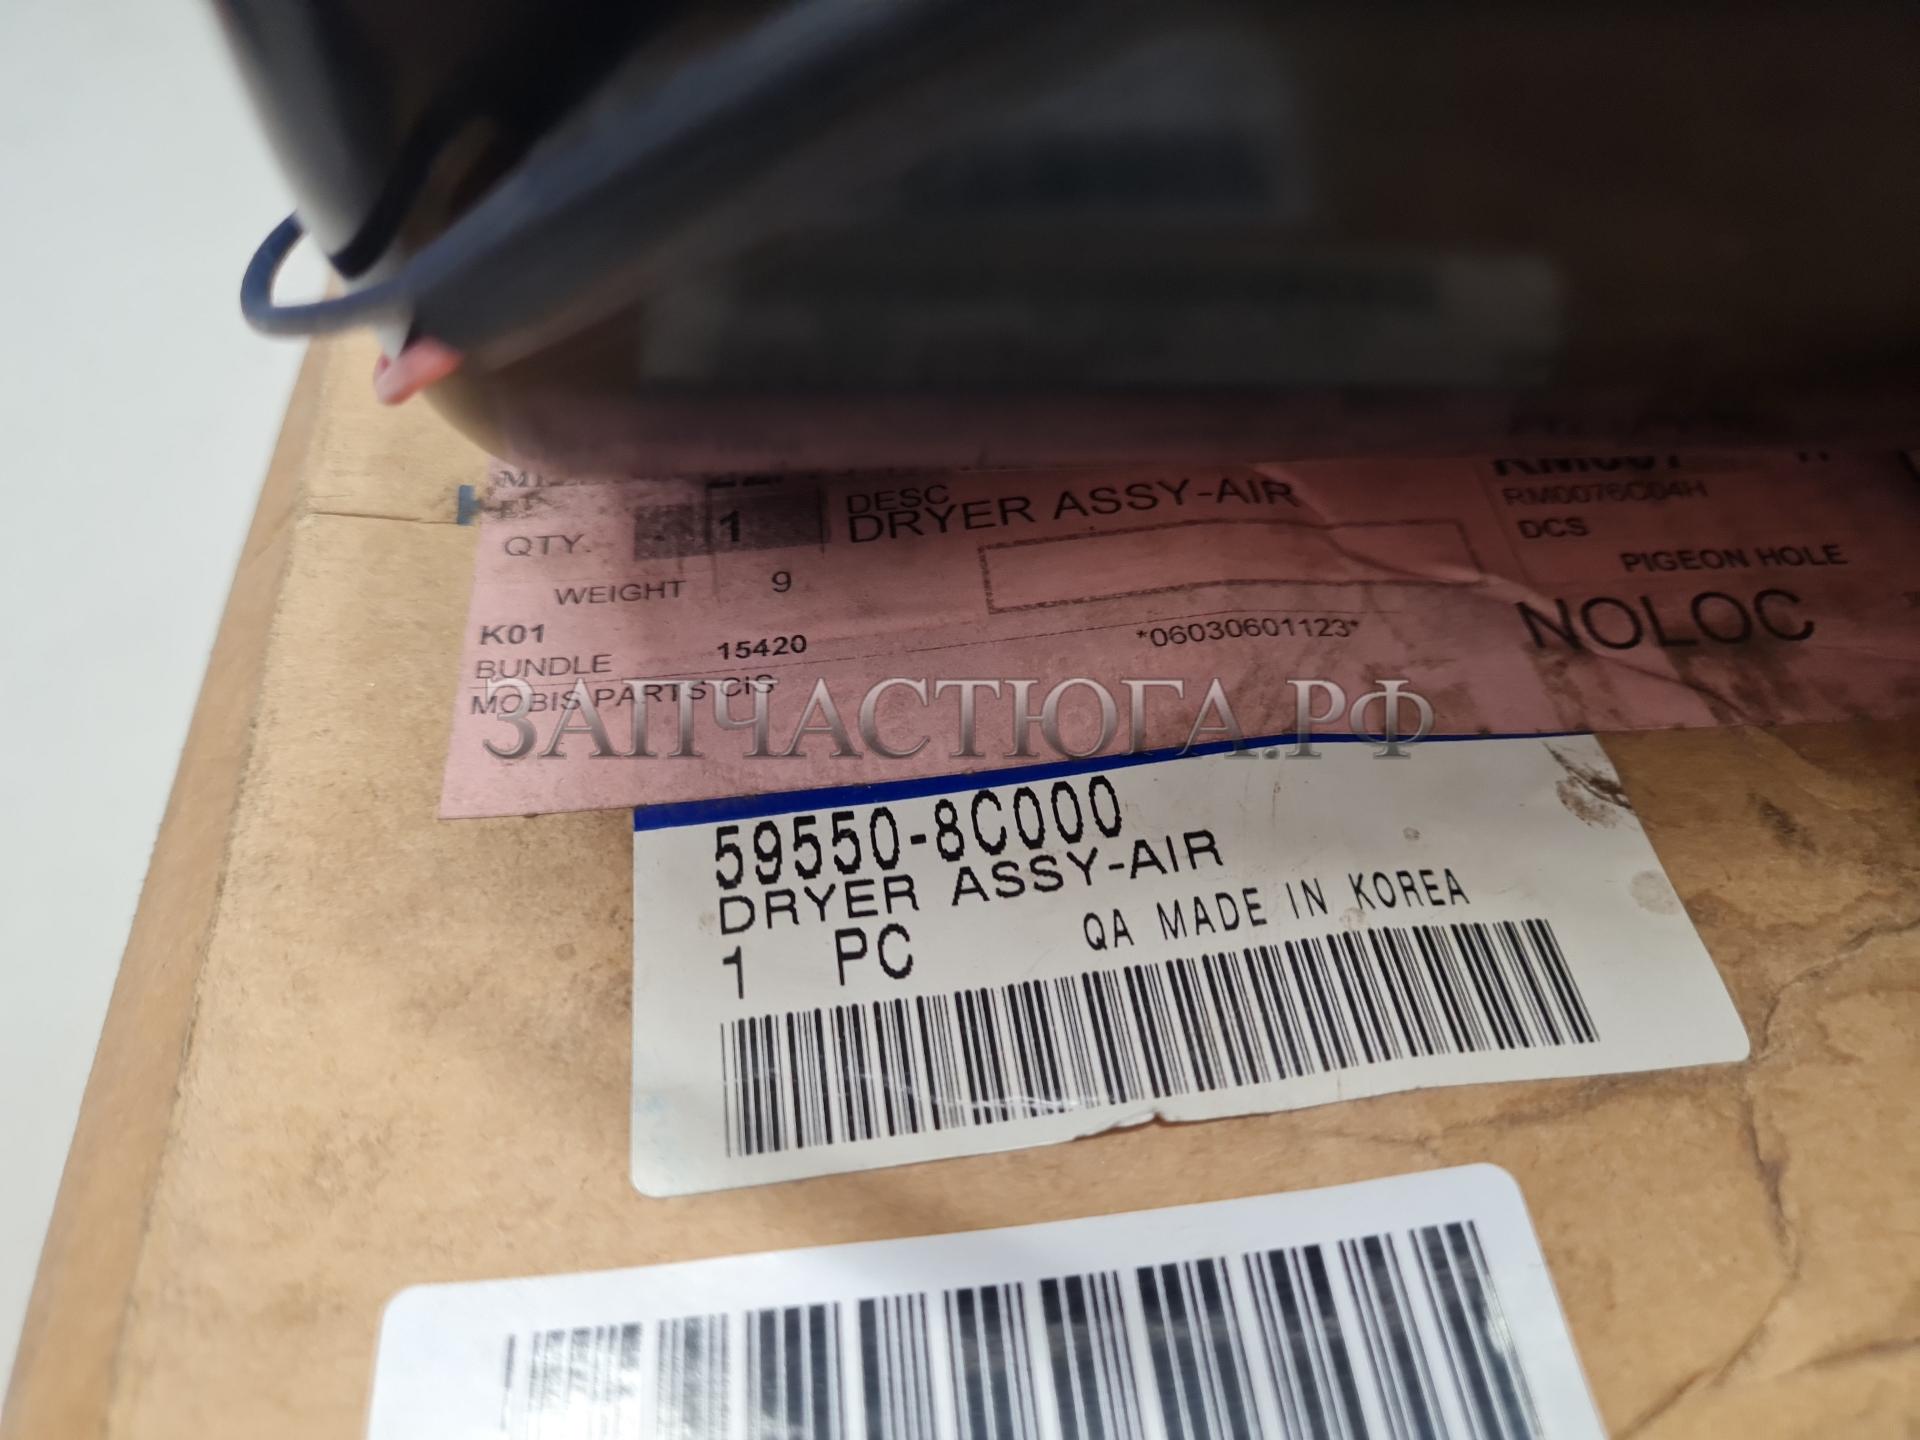 QTY.
1
DESC
DRYER ASSY-AIR
RM0076C04H
DCS
PIGEON HOLE
WEIGHT 9
NOLOC
K01
BUNDLE 15420
*06030601123*
MOBIS PARTS CIS
ЗАПЧАСТЮГА.РФ
59550-8C000
DRYER ASSY-AIR
1 PC QA MADE IN KOREA